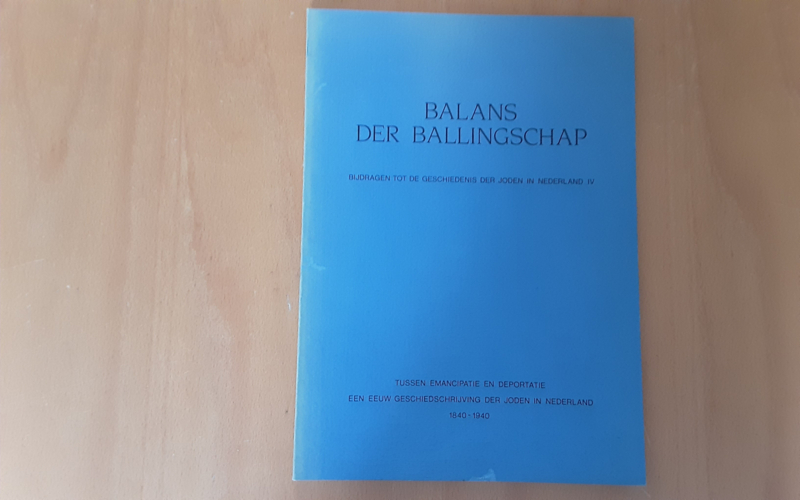 BALANS
DER BALLINGSCHAP
BIJDRAGEN TOT DE GESCHIEDENIS DER JODEN IN NEDERLAND IV
TUSSEN EMANCIPATIE EN DEPORTATIE
EEN EEUW GESCHIEDSCHRIJVING DER JODEN IN NEDERLAND
1840-1940